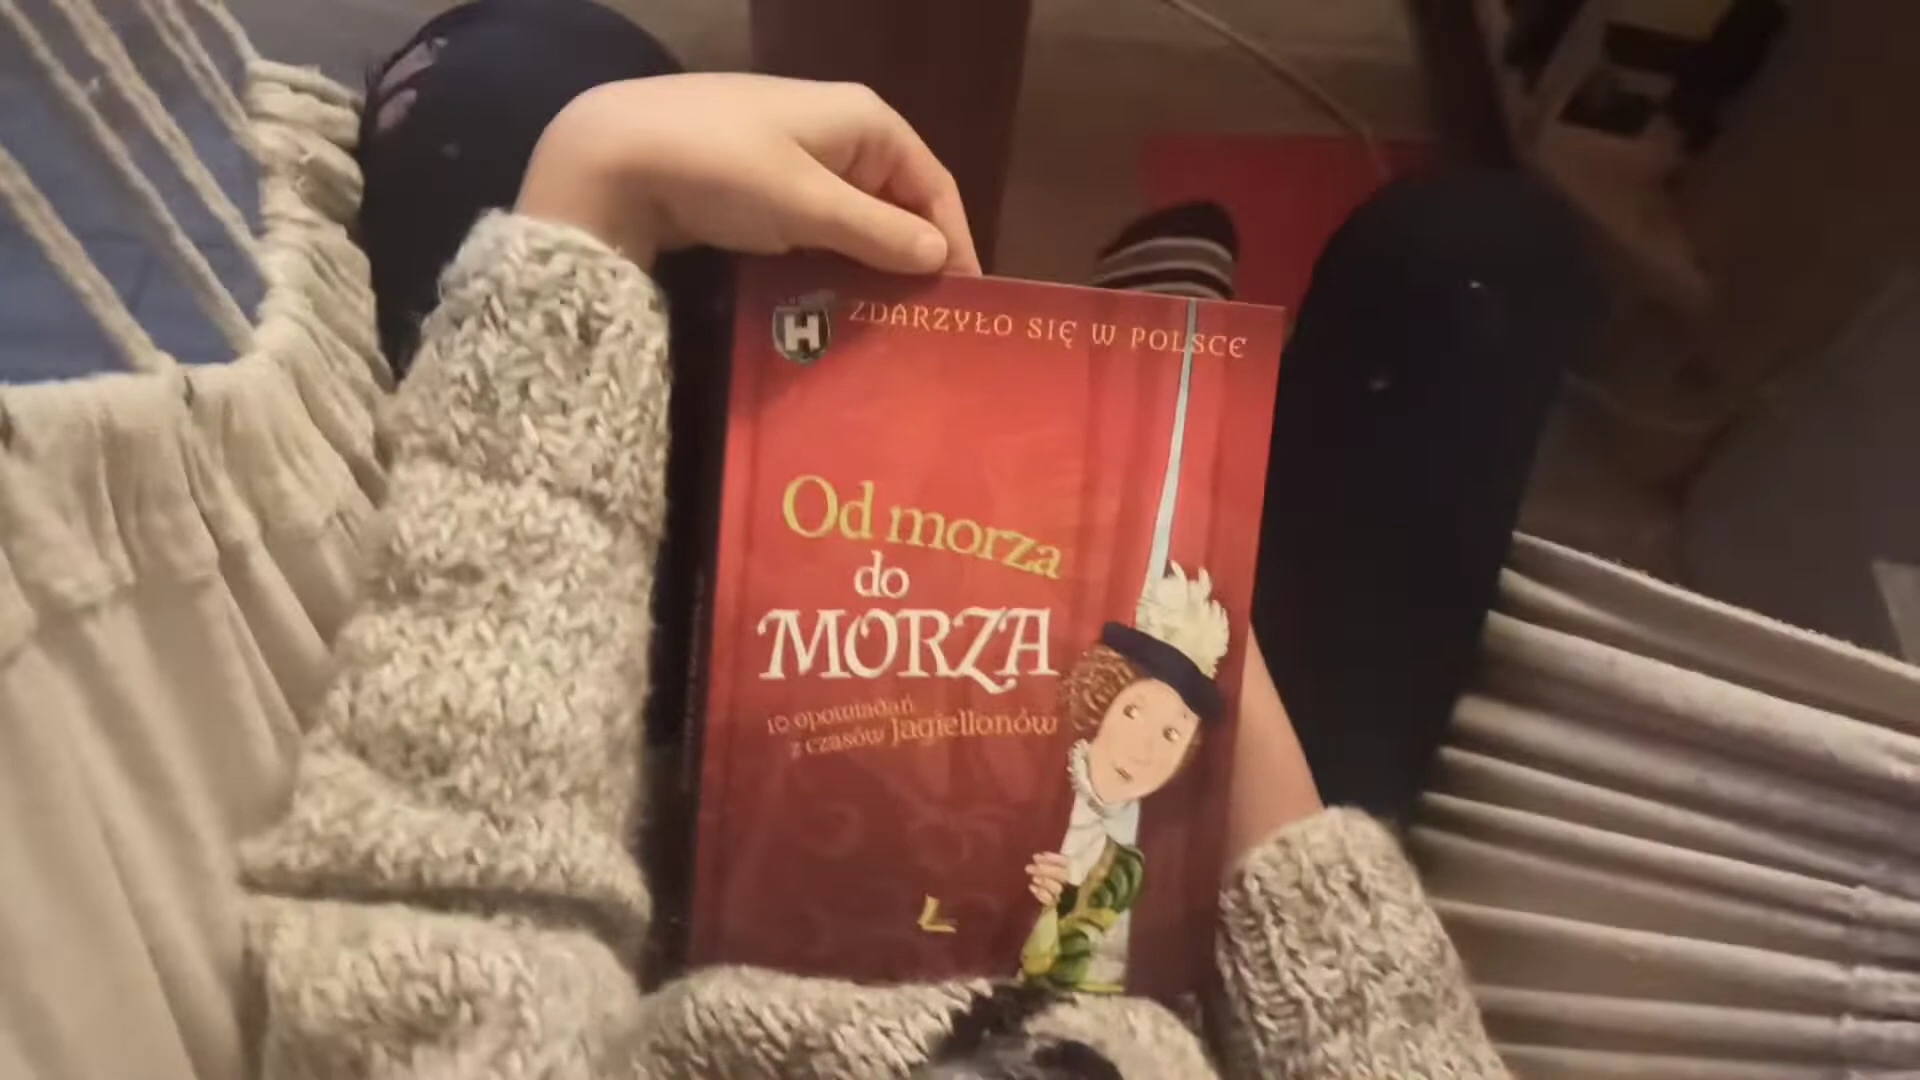 H
ZDARZYŁO SIĘ W POLSCE
Od morza
do
MORZA
10 opowiadań
z czasów Jagiellonów